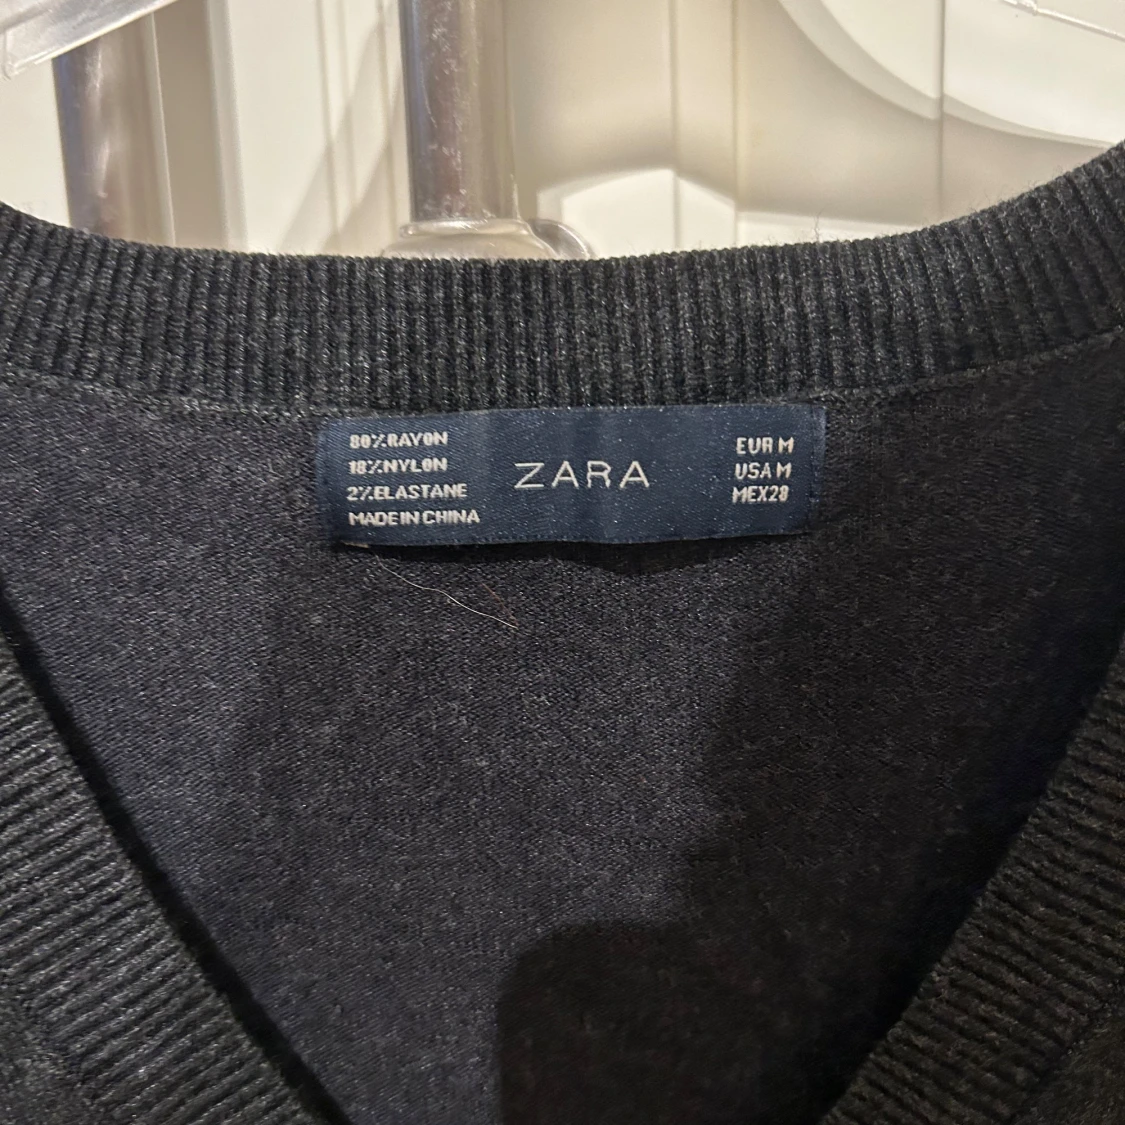 80%RAYON
18%NYLON
2%ELASTANE
MADE IN CHINA
ZARA
EUR M
USA M
MEX28